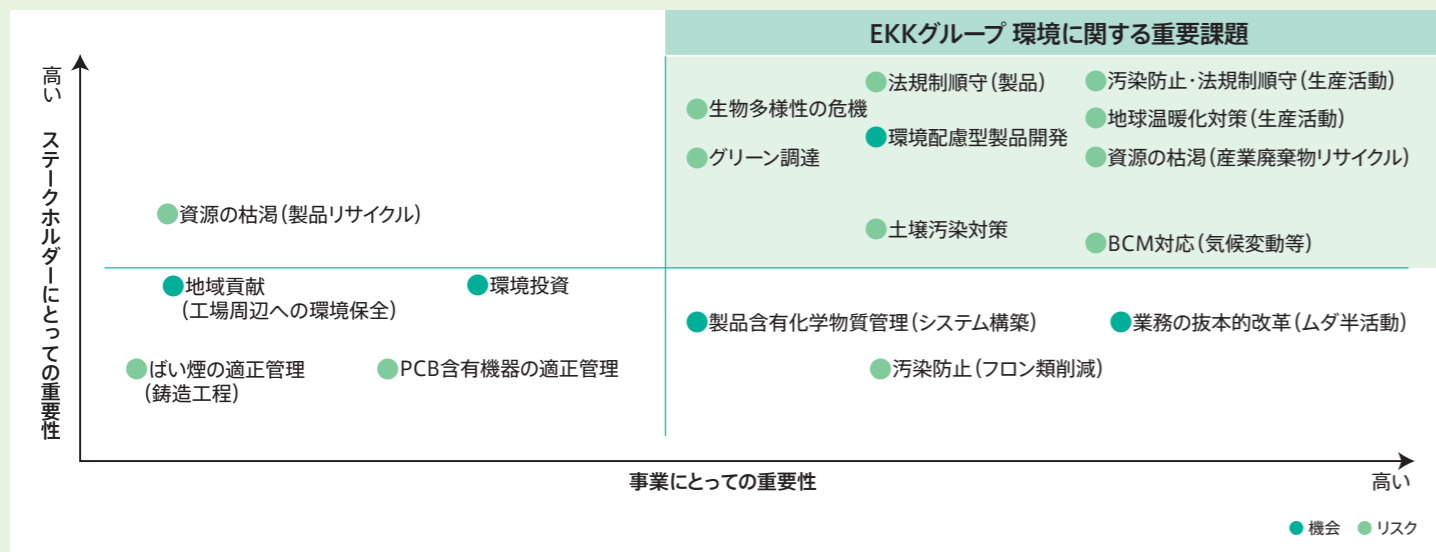 EKKグループ 環境に関する重要課題
高い
ステークホルダーにとっての重要性
法規制順守(製品)
汚染防止・法規制順守(生産活動)
生物多様性の危機
地球温暖化対策(生産活動)
環境配慮型製品開発
グリーン調達
資源の枯渇(産業廃棄物リサイクル)
資源の枯渇(製品リサイクル)
土壌汚染対策
BCM対応(気候変動等)
地域貢献
(工場周辺への環境保全)
環境投資
製品含有化学物質管理(システム構築)
業務の抜本的改革(ムダ半活動)
ばい煙の適正管理
(鋳造工程)
PCB含有機器の適正管理
汚染防止(フロン類削減)
事業にとっての重要性
高い
機会
リスク